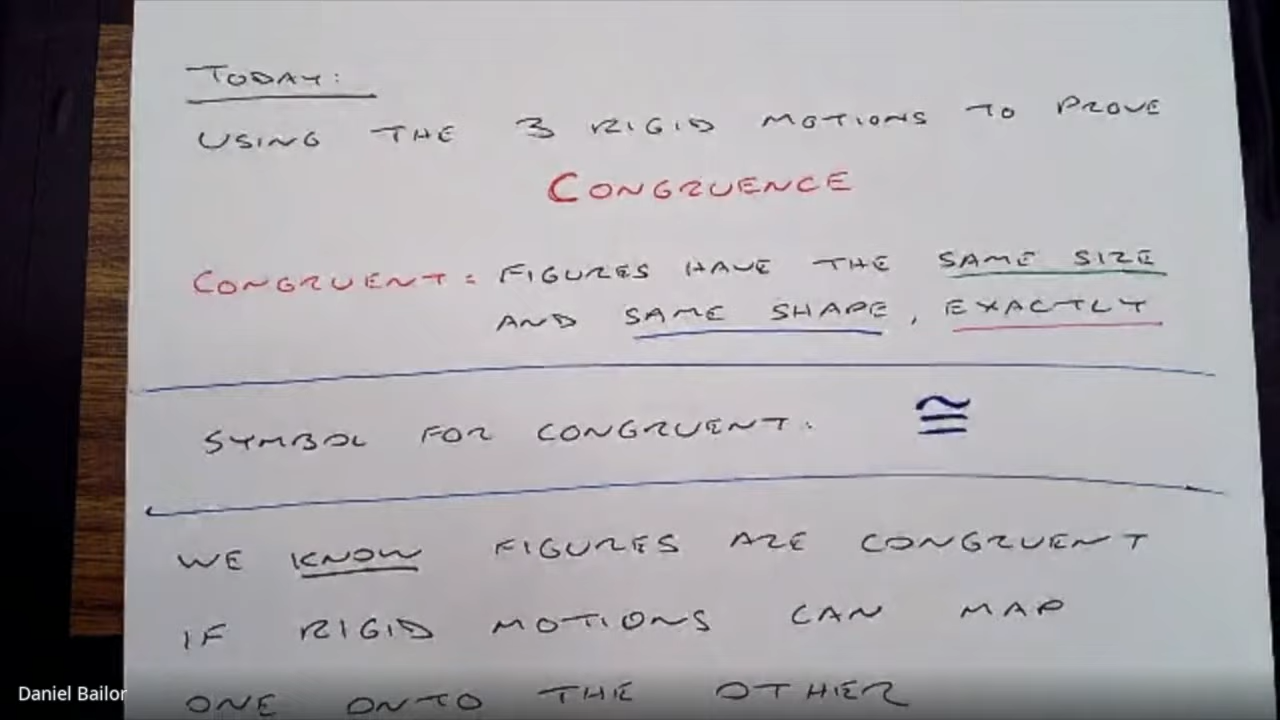 TODAY:
USING THE 3 RIGID MOTIONS TO PROVE
CONGRUENCE
CONGRUENT: FIGURES HAVE THE SAME SIZE
AND SAME SHAPE, EXACTLY
SYMBOL FOR CONGRUENT: ≅
WE KNOW FIGURES ARE CONGRUENT
IF RIGID MOTIONS CAN MAP
ONE ONTO THE OTHER
Daniel Bailor